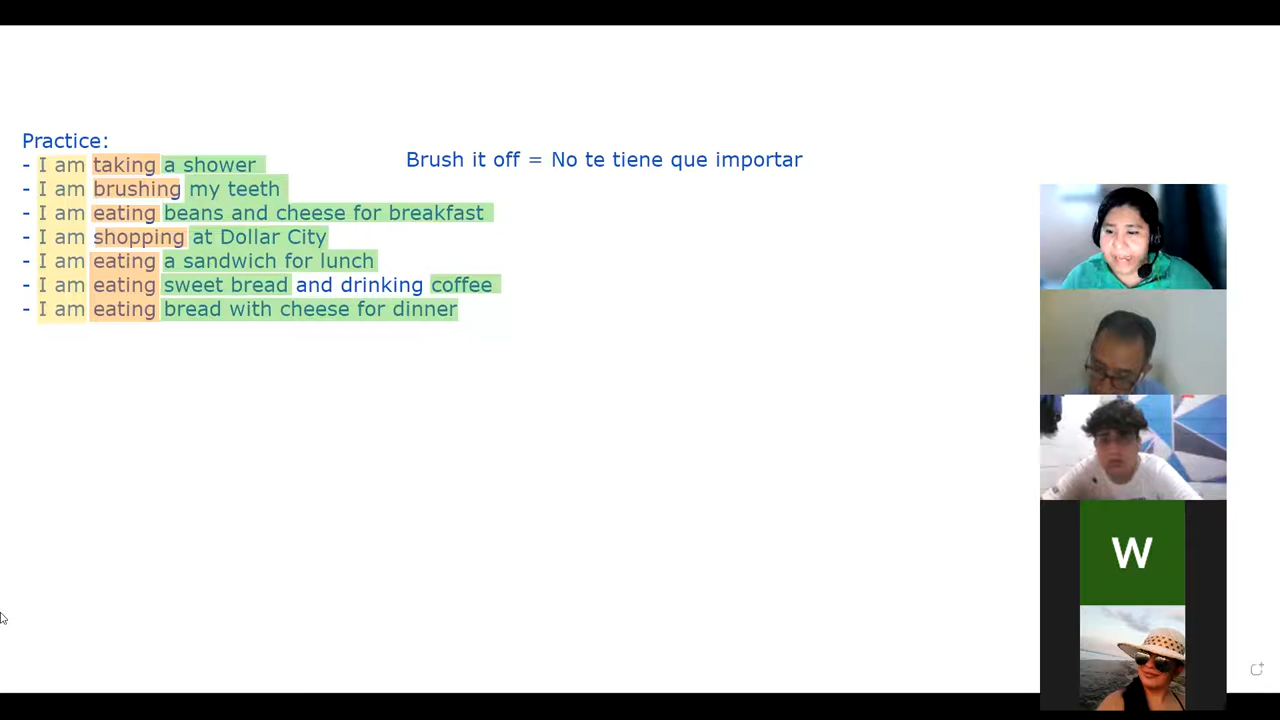 Practice:
- I am taking a shower
- I am brushing my teeth
- I am eating beans and cheese for breakfast
- I am shopping at Dollar City
- I am eating a sandwich for lunch
- I am eating sweet bread and drinking coffee
- I am eating bread with cheese for dinner
Brush it off = No te tiene que importar
W